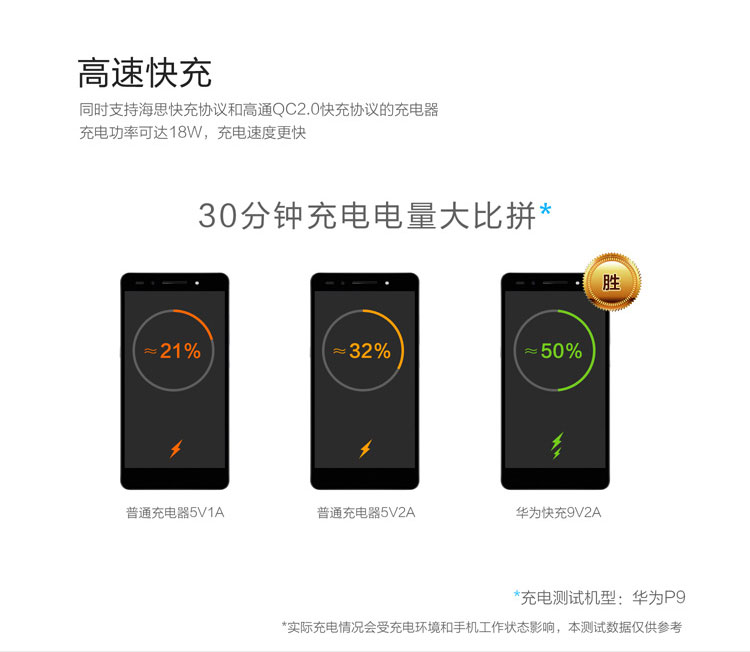 高速快充
同时支持海思快充协议和高通QC2.0快充协议的充电器
充电功率可达18W，充电速度更快
30分钟充电电量大比拼*
胜
≈21%
≈32%
≈50%
普通充电器5V1A
普通充电器5V2A
华为快充9V2A
*充电测试机型：华为P9
*实际充电情况会受充电环境和手机工作状态影响，本测试数据仅供参考